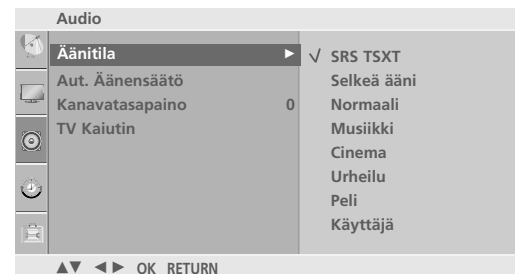 Audio
Äänitila ► √ SRS TSXT
Aut. Äänensäätö Selkeä ääni
Kanavatasapaino 0 Normaali
TV Kaiutin Musiikki
Cinema
Urheilu
Peli
Käyttäjä
▲▼ ◄► OK RETURN